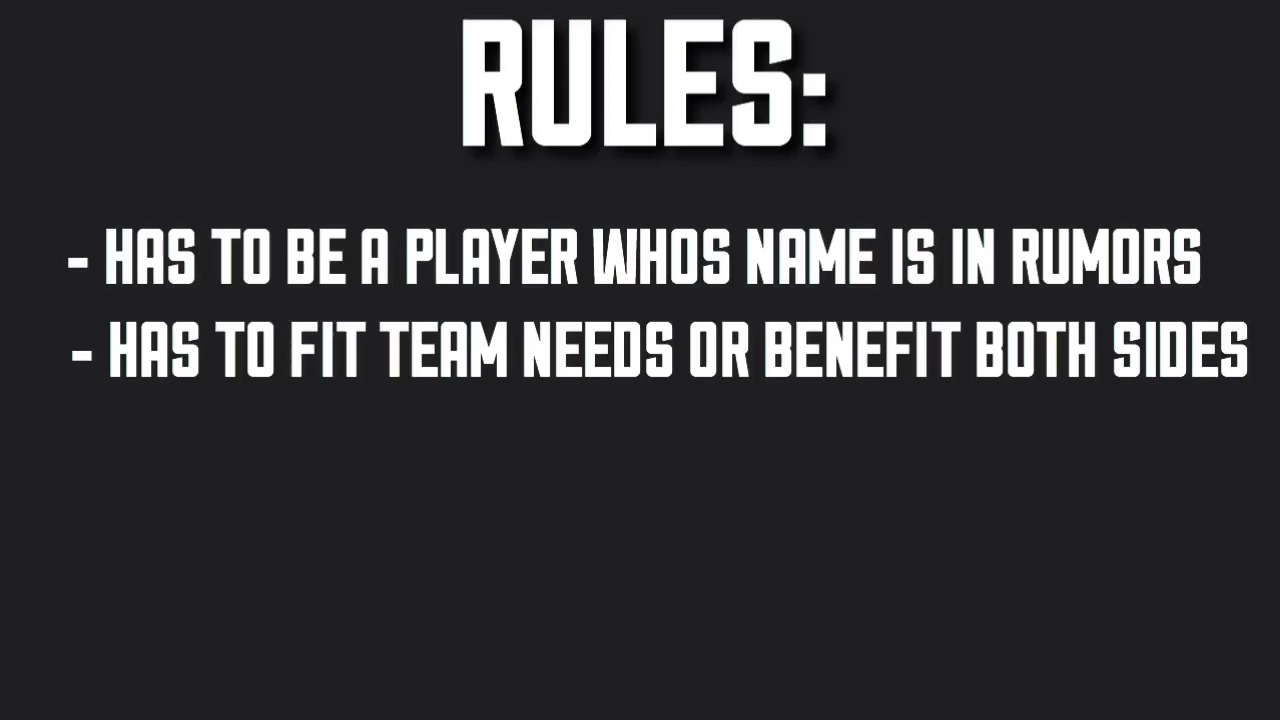 RULES:
- HAS TO BE A PLAYER WHOS NAME IS IN RUMORS
- HAS TO FIT TEAM NEEDS OR BENEFIT BOTH SIDES